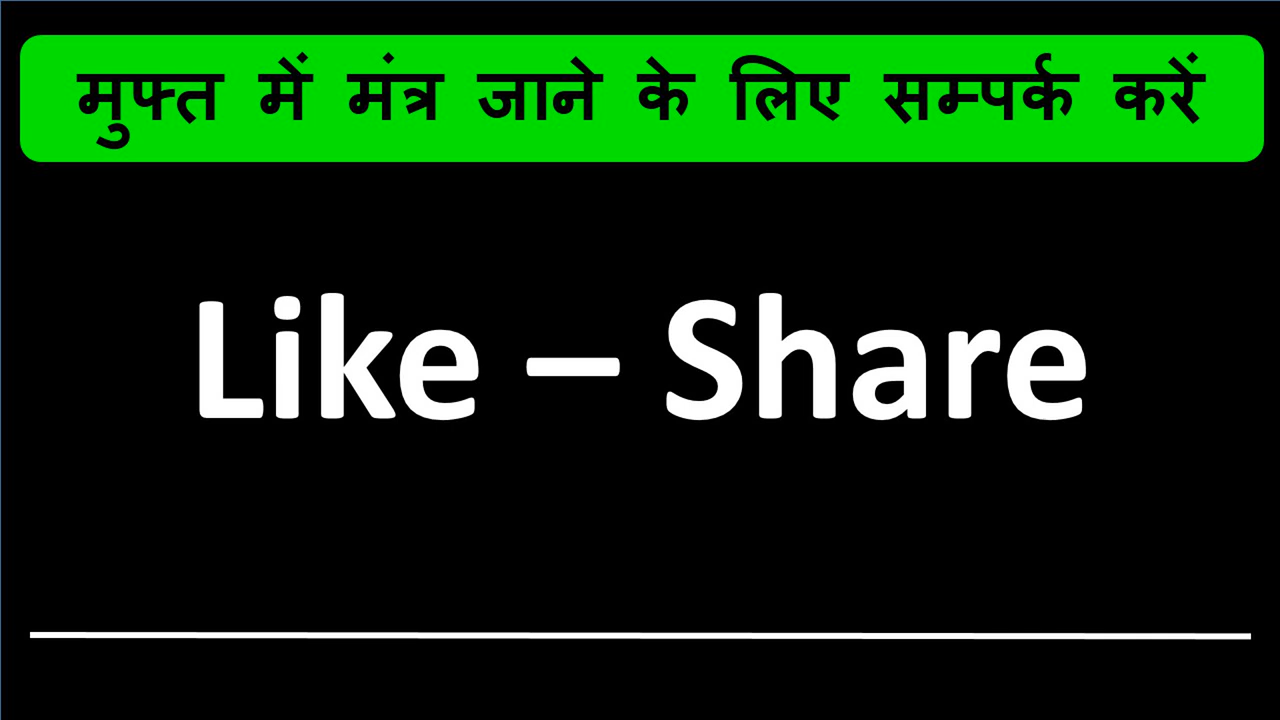 मुफ्त में मंत्र जाने के लिए सम्पर्क करें
Like – Share